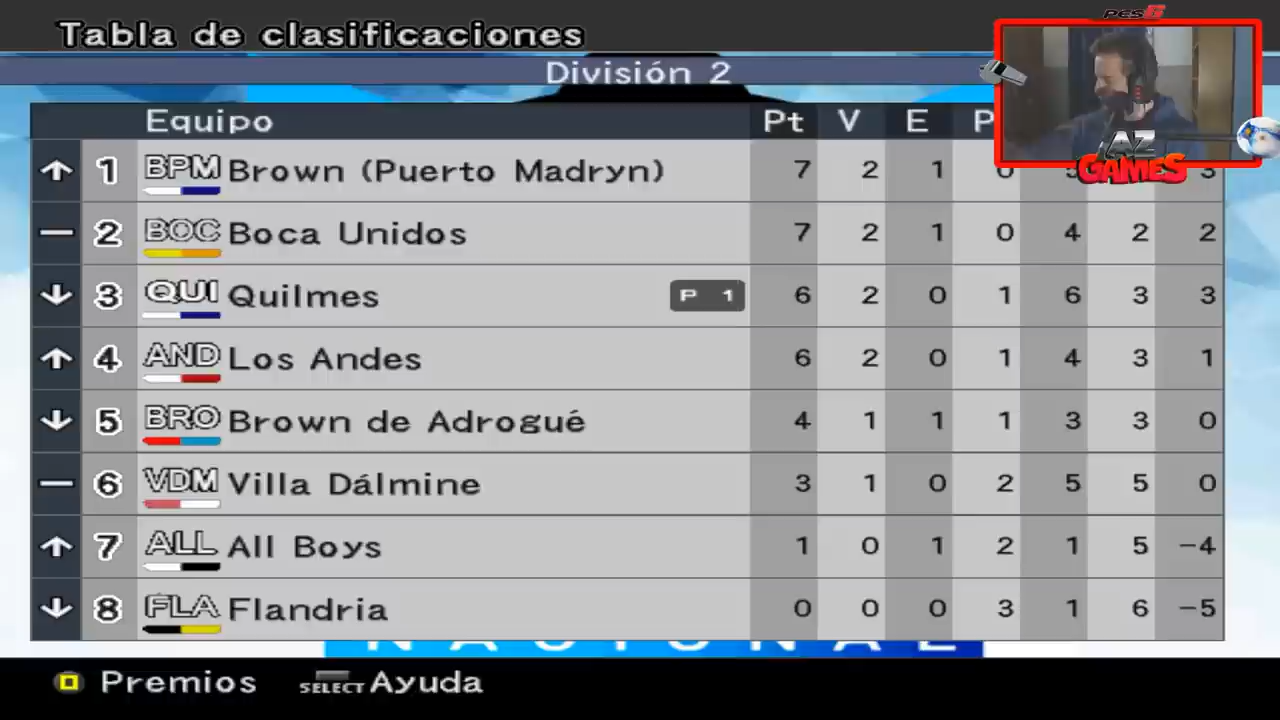 Tabla de clasificaciones
PES6
División 2
Equipo Pt V E P
1 BPM Brown (Puerto Madryn) 7 2 1 0 5 3
2 BOC Boca Unidos 7 2 1 0 4 2 2
3 QUI Quilmes P 1 6 2 0 1 6 3 3
4 AND Los Andes 6 2 0 1 4 3 1
5 BRO Brown de Adrogué 4 1 1 1 3 3 0
6 VDM Villa Dálmine 3 1 0 2 5 5 0
7 ALL All Boys 1 0 1 2 1 5 -4
8 FLA Flandria 0 0 0 3 1 6 -5
AZ
GAMES
NACIONAL
Premios SELECT Ayuda